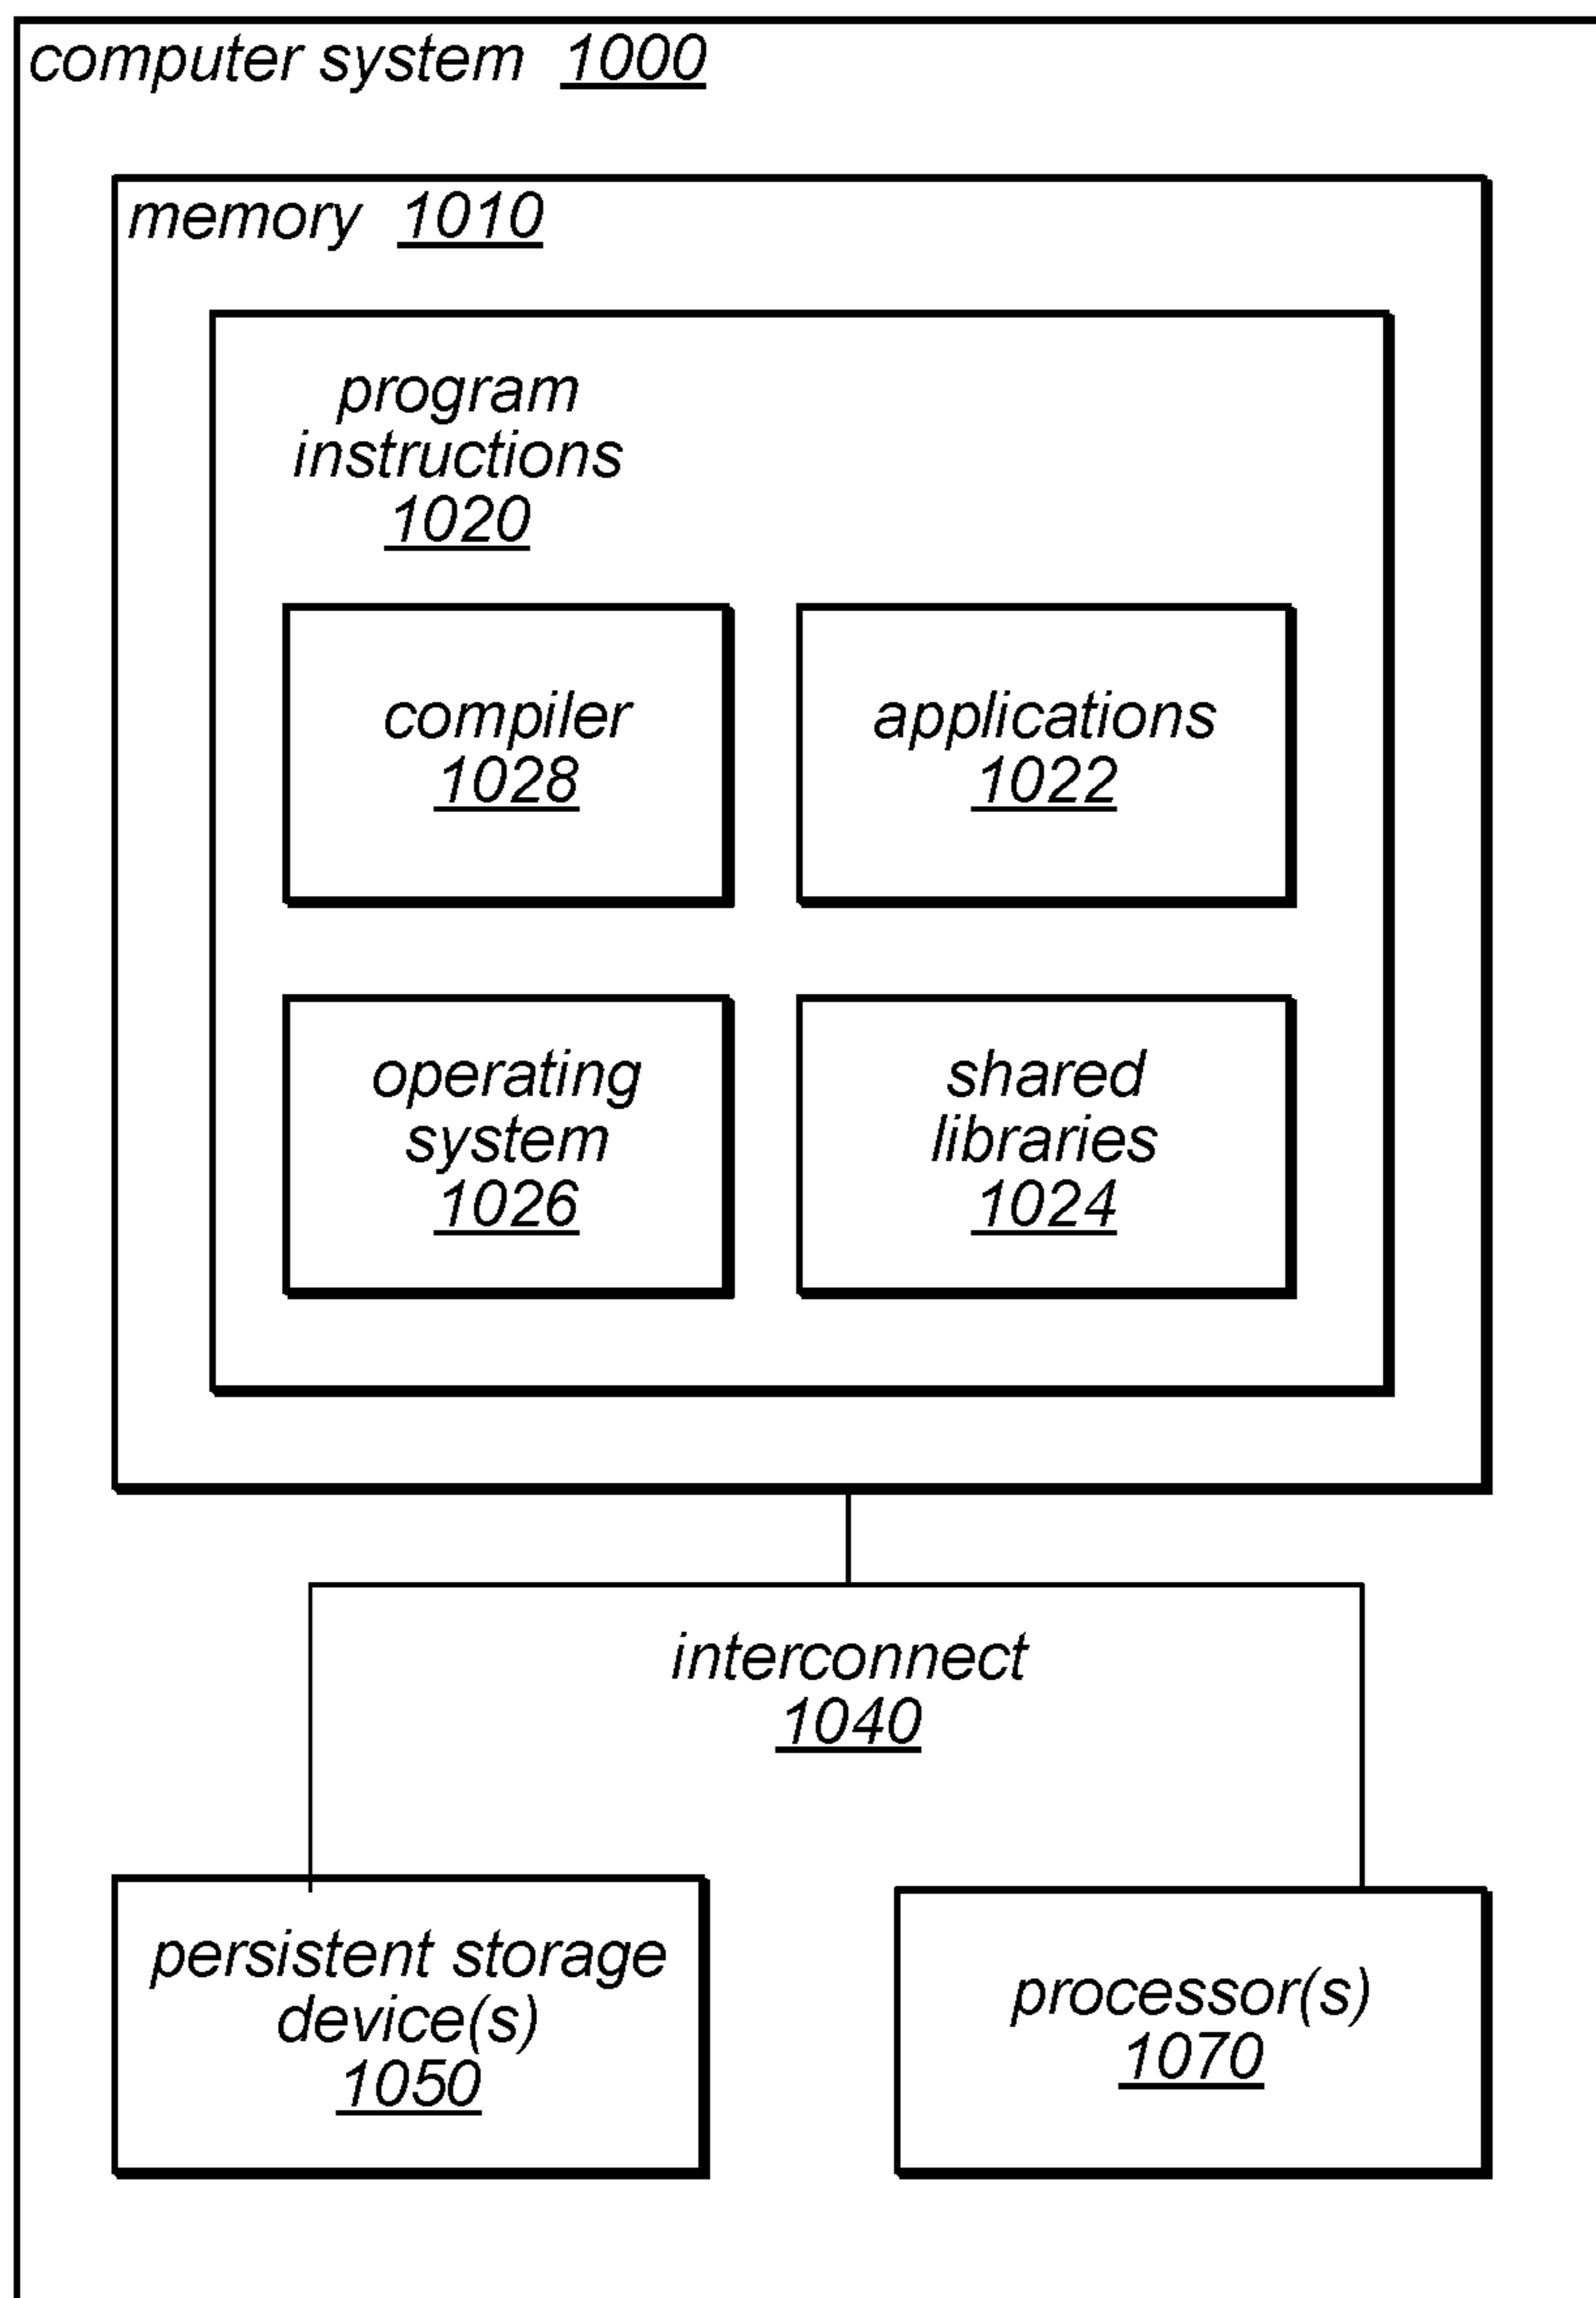 computer system 1000
memory 1010
program
instructions
1020
compiler
1028
applications
1022
operating
system
1026
shared
libraries
1024
interconnect
1040
persistent storage
device(s)
1050
processor(s)
1070